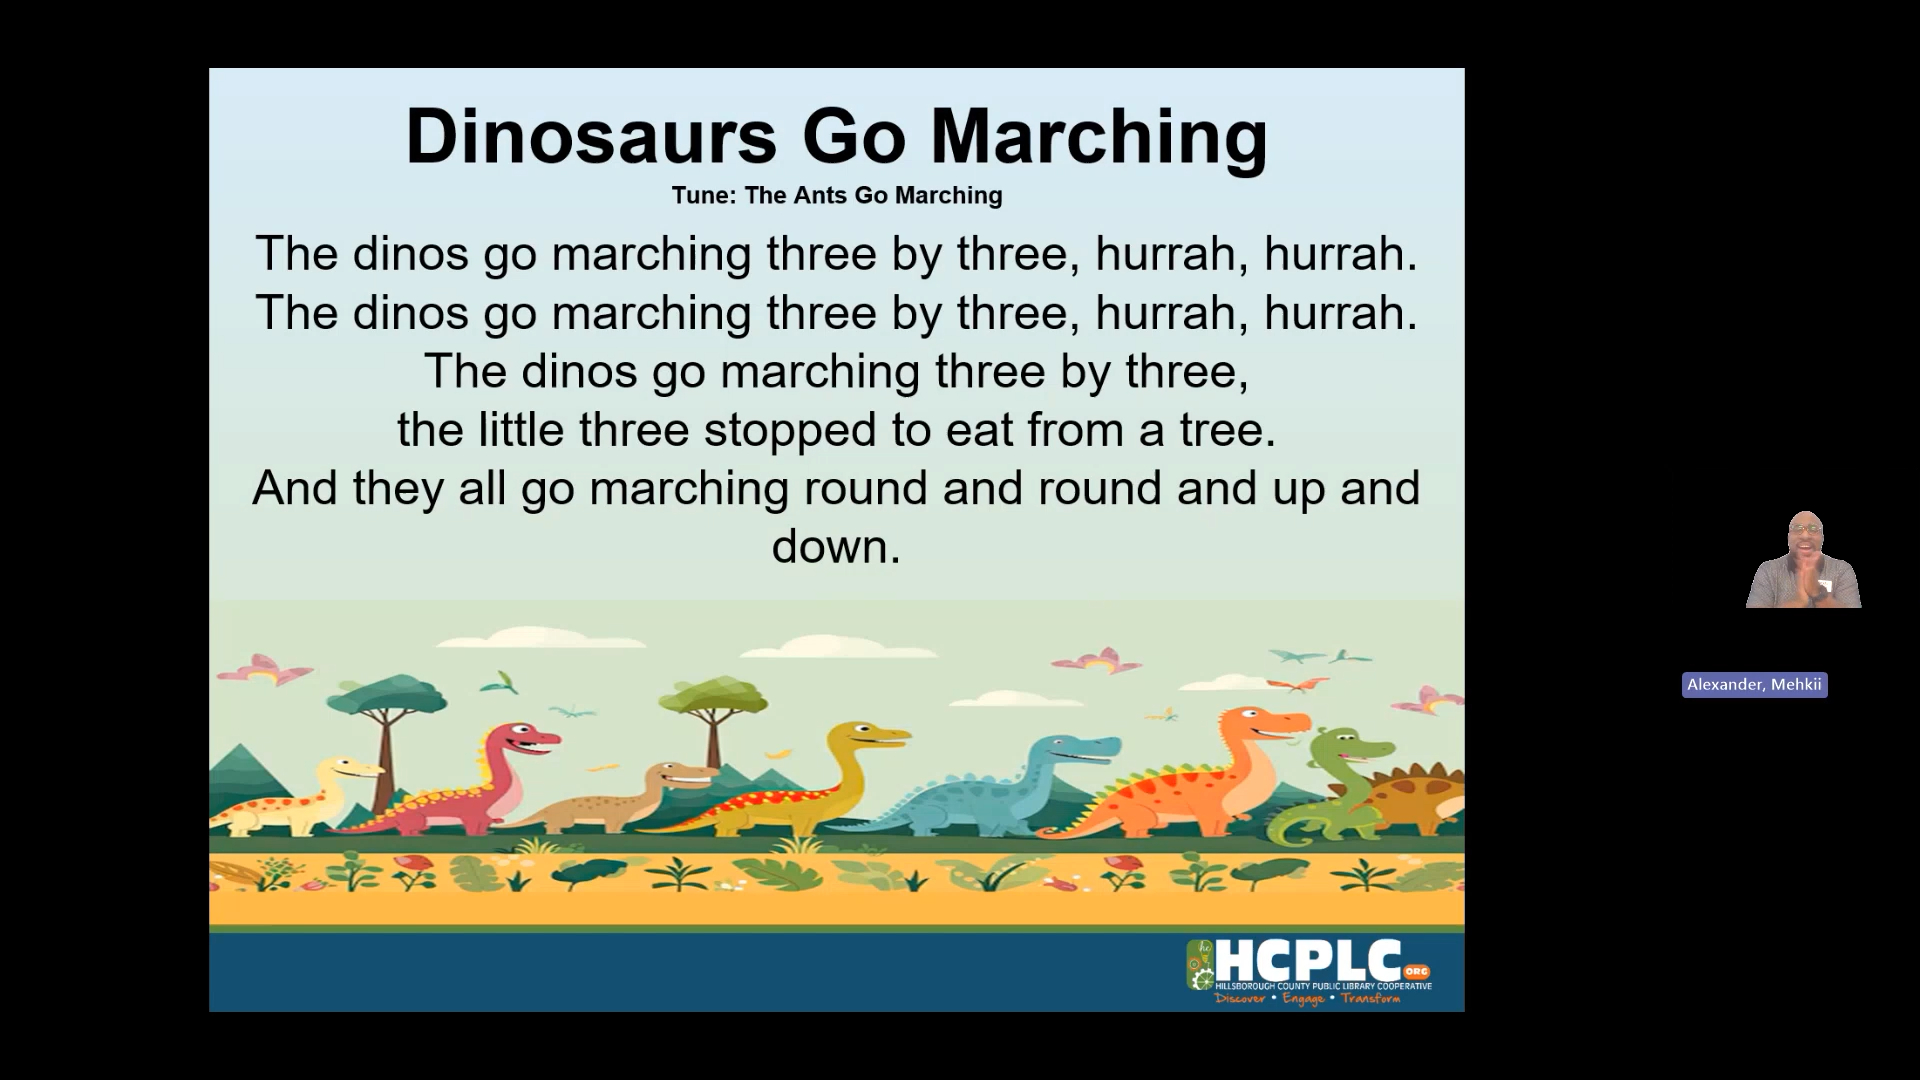 Dinosaurs Go Marching
Tune: The Ants Go Marching
The dinos go marching three by three, hurrah, hurrah.
The dinos go marching three by three, hurrah, hurrah.
The dinos go marching three by three,
the little three stopped to eat from a tree.
And they all go marching round and round and up and
down.
Alexander, Mehkii
hc
HCPLC ORG
HILLSBOROUGH COUNTY PUBLIC LIBRARY COOPERATIVE
Discover • Engage • Transform